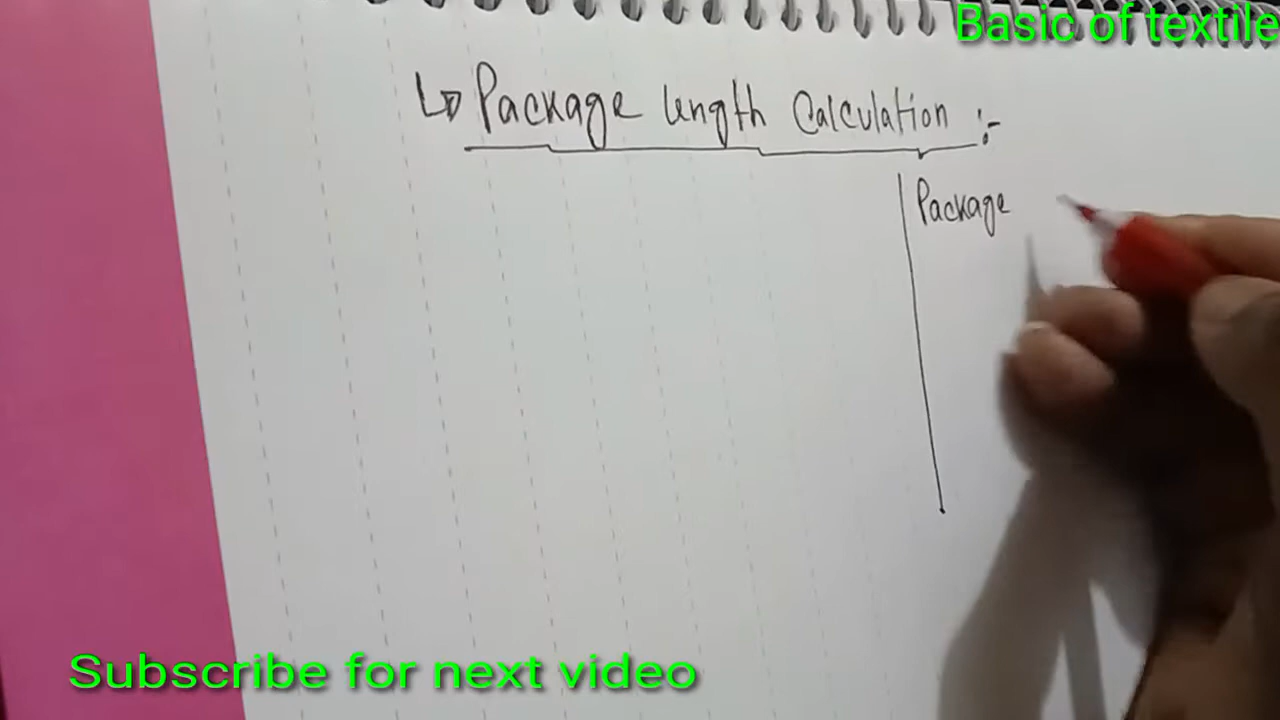 Basic of textile
Package length Calculation :-
Package
Subscribe for next video